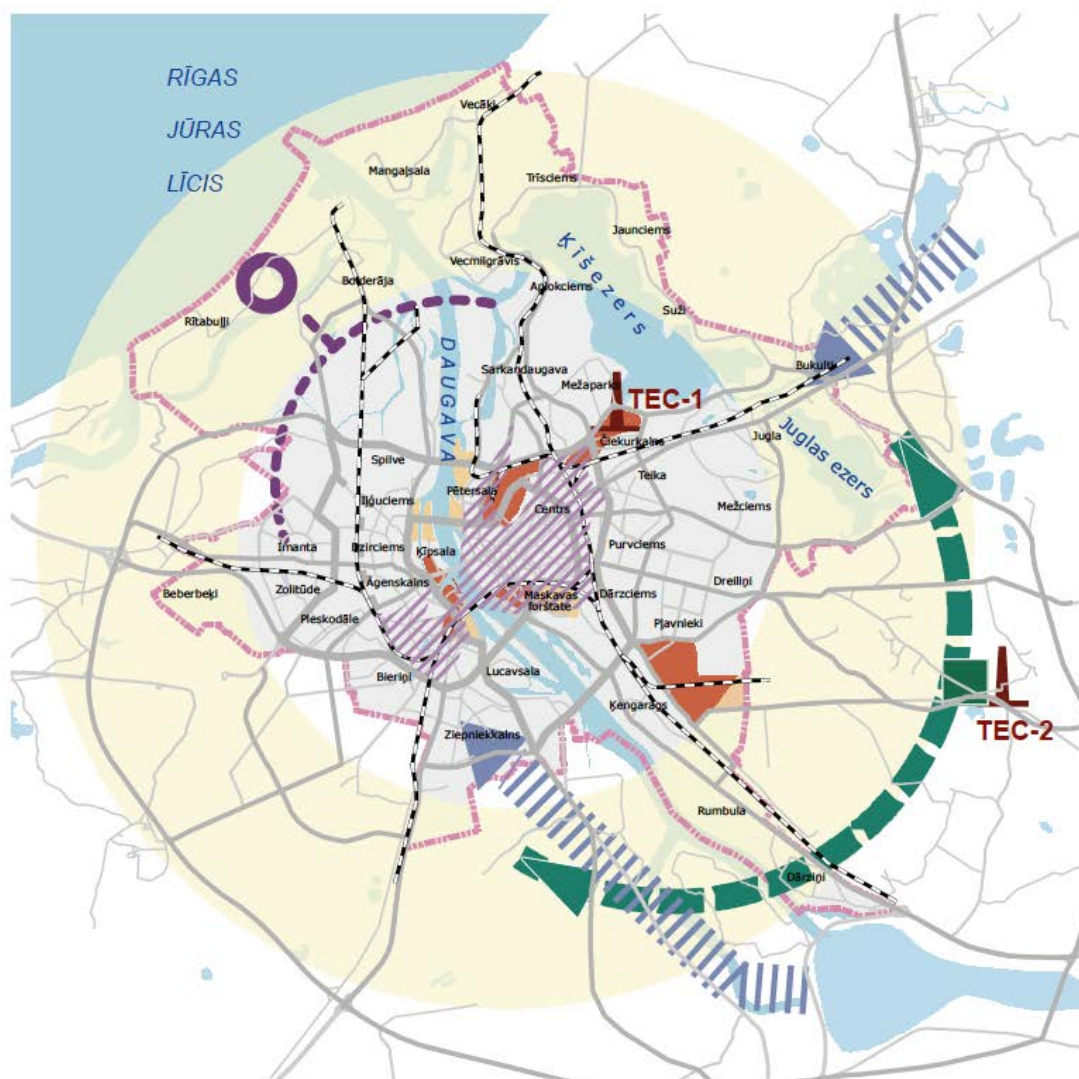 RĪGAS
JŪRAS
LĪCIS
Vecāķi
Mangaļsala
Trīsciems
Jaunciems
Vecmīlgrāvis
Bolderāja
Aplokciems
Ķīšezers
Suži
Rītabuļļi
DAUGAVA
Sarkandaugava
Mežaparks
TEC-1
Bukulti
Čiekurkalns
Jugla
Juglas ezers
Spilve
Pētersala
Teika
Iļģuciems
Centrs
Mežciems
Imanta
Dzirciems
Ķīpsala
Purvciems
Zolitūde
Āgenskalns
Dreiliņi
Beberbeķi
Maskavas
forštate
Dārzciems
Pleskodāle
Pļavnieki
Bieriņi
Lucavsala
Ķengarags
TEC-2
Ziepniekkalns
Rumbula
Dārziņi